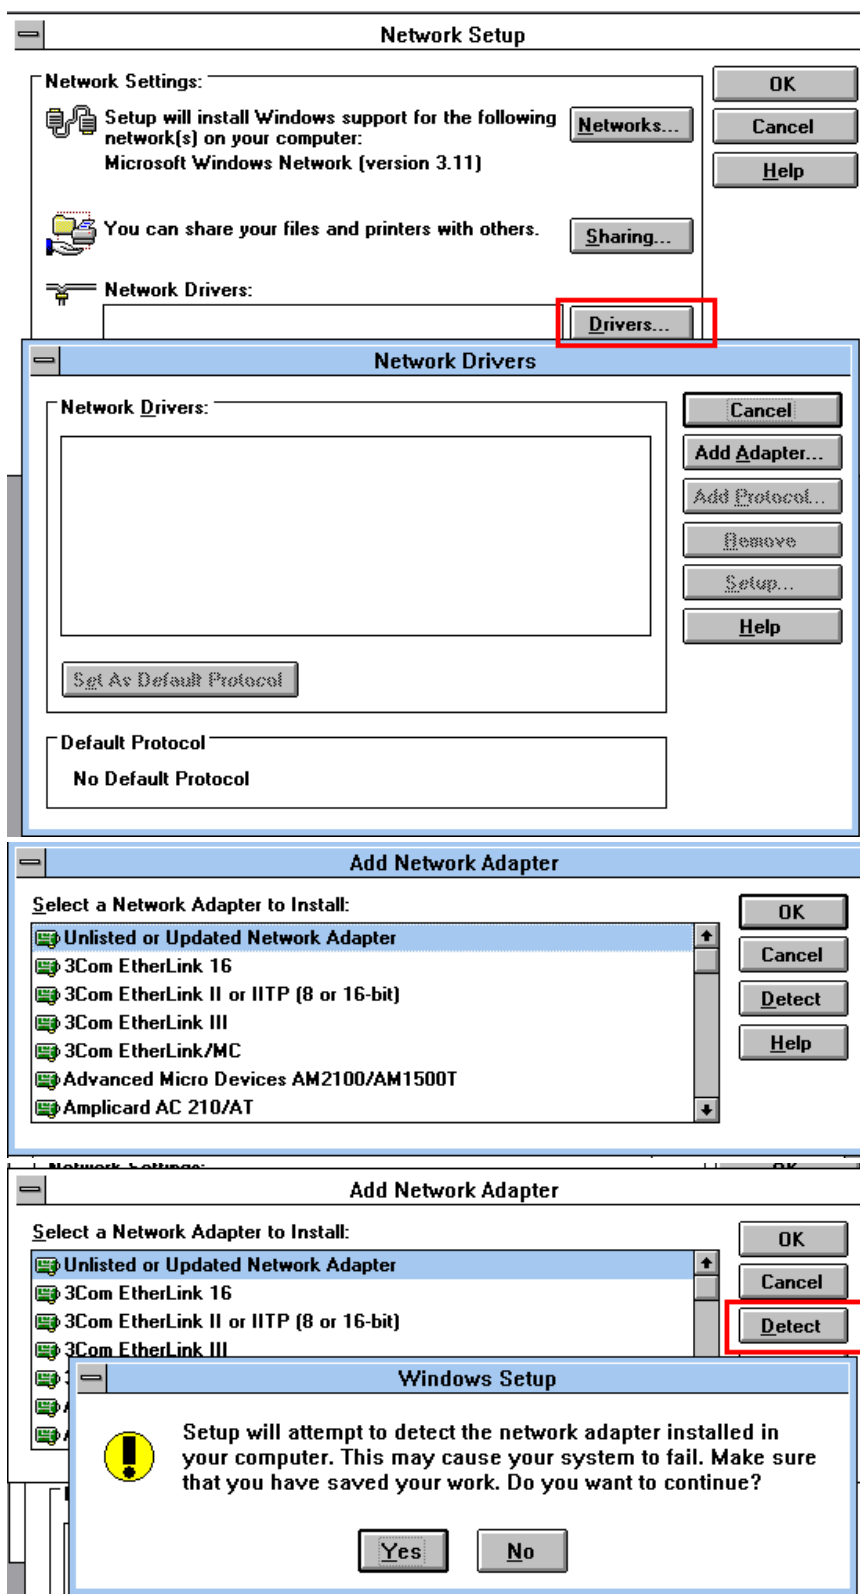 Network Setup
Network Settings:
OK
Setup will install Windows support for the following
network(s) on your computer:
Networks...
Cancel
Microsoft Windows Network (version 3.11)
Help
You can share your files and printers with others.
Sharing...
Network Drivers:
Drivers...
Network Drivers
Network Drivers:
Cancel
Add Adapter...
Add Protocol...
Remove
Setup...
Help
Set As Default Protocol
Default Protocol
No Default Protocol
Add Network Adapter
Select a Network Adapter to Install:
OK
Unlisted or Updated Network Adapter
Cancel
3Com EtherLink 16
3Com EtherLink II or IITP (8 or 16-bit)
Detect
3Com EtherLink III
Help
3Com EtherLink/MC
Advanced Micro Devices AM2100/AM1500T
Amplicard AC 210/AT
Network Settings:
OK
Add Network Adapter
Select a Network Adapter to Install:
OK
Unlisted or Updated Network Adapter
Cancel
3Com EtherLink 16
3Com EtherLink II or IITP (8 or 16-bit)
Detect
3Com EtherLink III
Windows Setup
Setup will attempt to detect the network adapter installed in
your computer. This may cause your system to fail. Make sure
that you have saved your work. Do you want to continue?
Yes
No